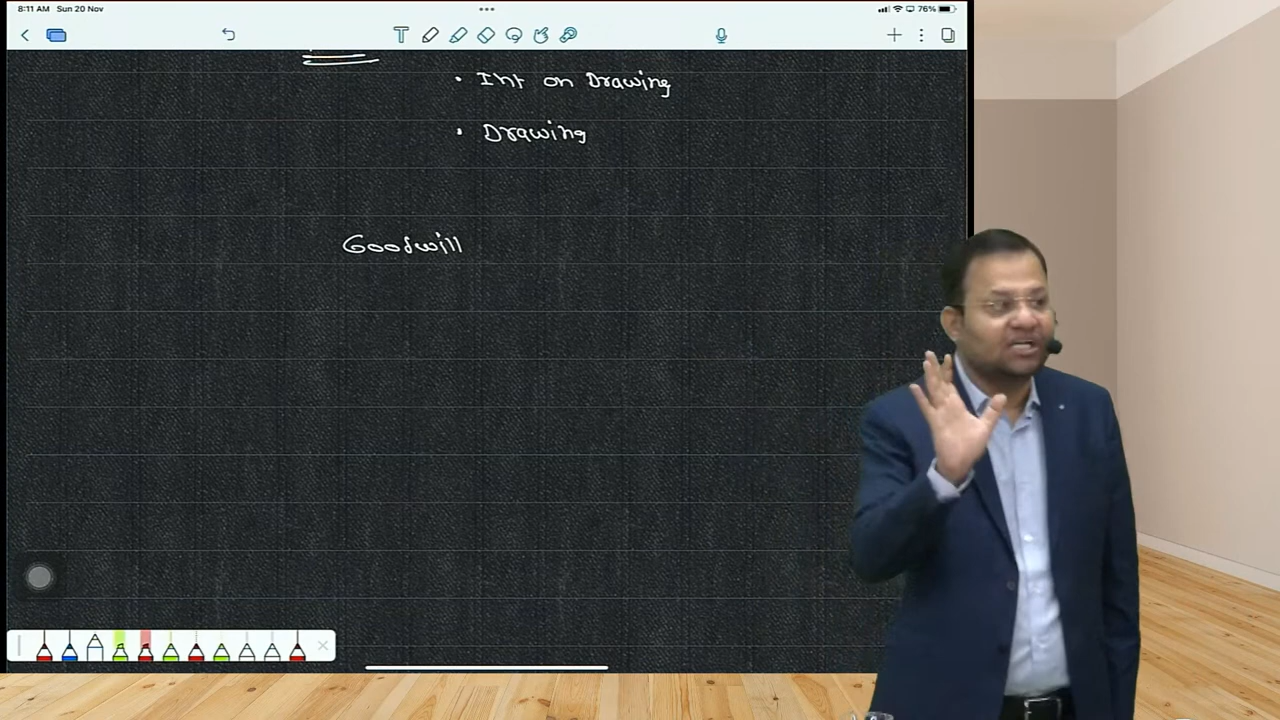 8:11 AM Sun 20 Nov
76%
T
• Int on Drawing
• Drawing
Goodwill